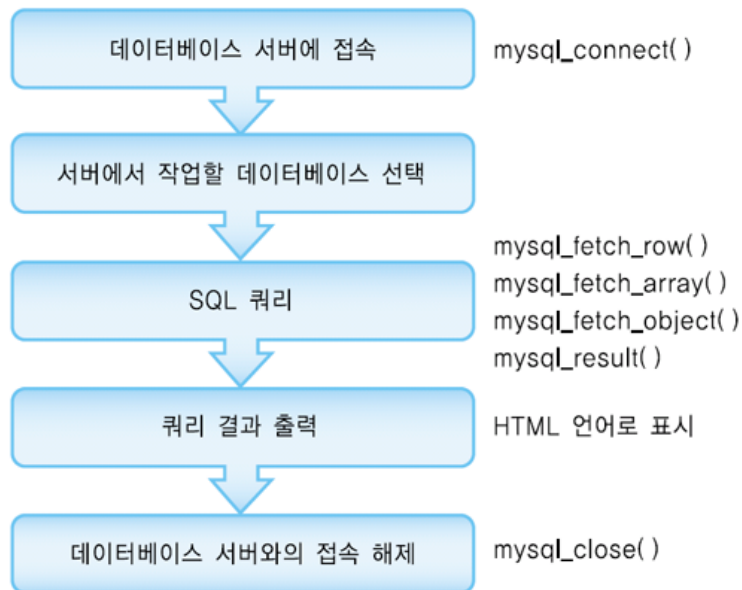 데이터베이스 서버에 접속
mysql_connect( )
서버에서 작업할 데이터베이스 선택
SQL 쿼리
mysql_fetch_row( )
mysql_fetch_array( )
mysql_fetch_object( )
mysql_result( )
쿼리 결과 출력
HTML 언어로 표시
데이터베이스 서버와의 접속 해제
mysql_close( )